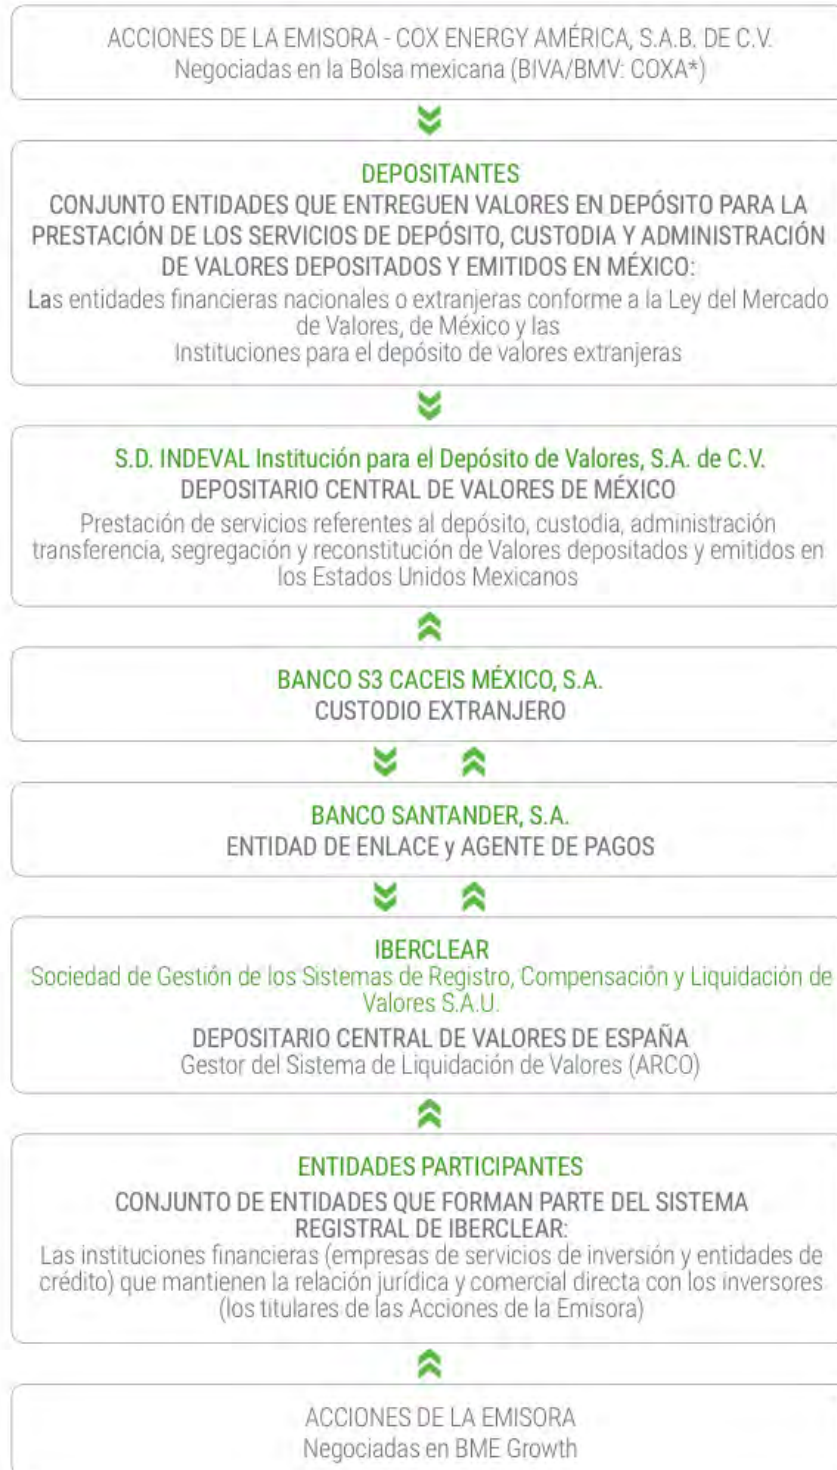 ACCIONES DE LA EMISORA - COX ENERGY AMÉRICA, S.A.B. DE C.V.
Negociadas en la Bolsa mexicana (BIVA/BMV: COXA*)
DEPOSITANTES
CONJUNTO ENTIDADES QUE ENTREGUEN VALORES EN DEPÓSITO PARA LA
PRESTACIÓN DE LOS SERVICIOS DE DEPÓSITO, CUSTODIA Y ADMINISTRACIÓN
DE VALORES DEPOSITADOS Y EMITIDOS EN MÉXICO:
Las entidades financieras nacionales o extranjeras conforme a la Ley del Mercado
de Valores, de México y las
Instituciones para el depósito de valores extranjeras
S.D. INDEVAL Institución para el Depósito de Valores, S.A. de C.V.
DEPOSITARIO CENTRAL DE VALORES DE MÉXICO
Prestación de servicios referentes al depósito, custodia, administración
transferencia, segregación y reconstitución de Valores depositados y emitidos en
los Estados Unidos Mexicanos
BANCO S3 CACEIS MÉXICO, S.A.
CUSTODIO EXTRANJERO
BANCO SANTANDER, S.A.
ENTIDAD DE ENLACE y AGENTE DE PAGOS
IBERCLEAR
Sociedad de Gestión de los Sistemas de Registro, Compensación y Liquidación de
Valores S.A.U.
DEPOSITARIO CENTRAL DE VALORES DE ESPAÑA
Gestor del Sistema de Liquidación de Valores (ARCO)
ENTIDADES PARTICIPANTES
CONJUNTO DE ENTIDADES QUE FORMAN PARTE DEL SISTEMA
REGISTRAL DE IBERCLEAR:
Las instituciones financieras (empresas de servicios de inversión y entidades de
crédito) que mantienen la relación jurídica y comercial directa con los inversores
(los titulares de las Acciones de la Emisora)
ACCIONES DE LA EMISORA
Negociadas en BME Growth